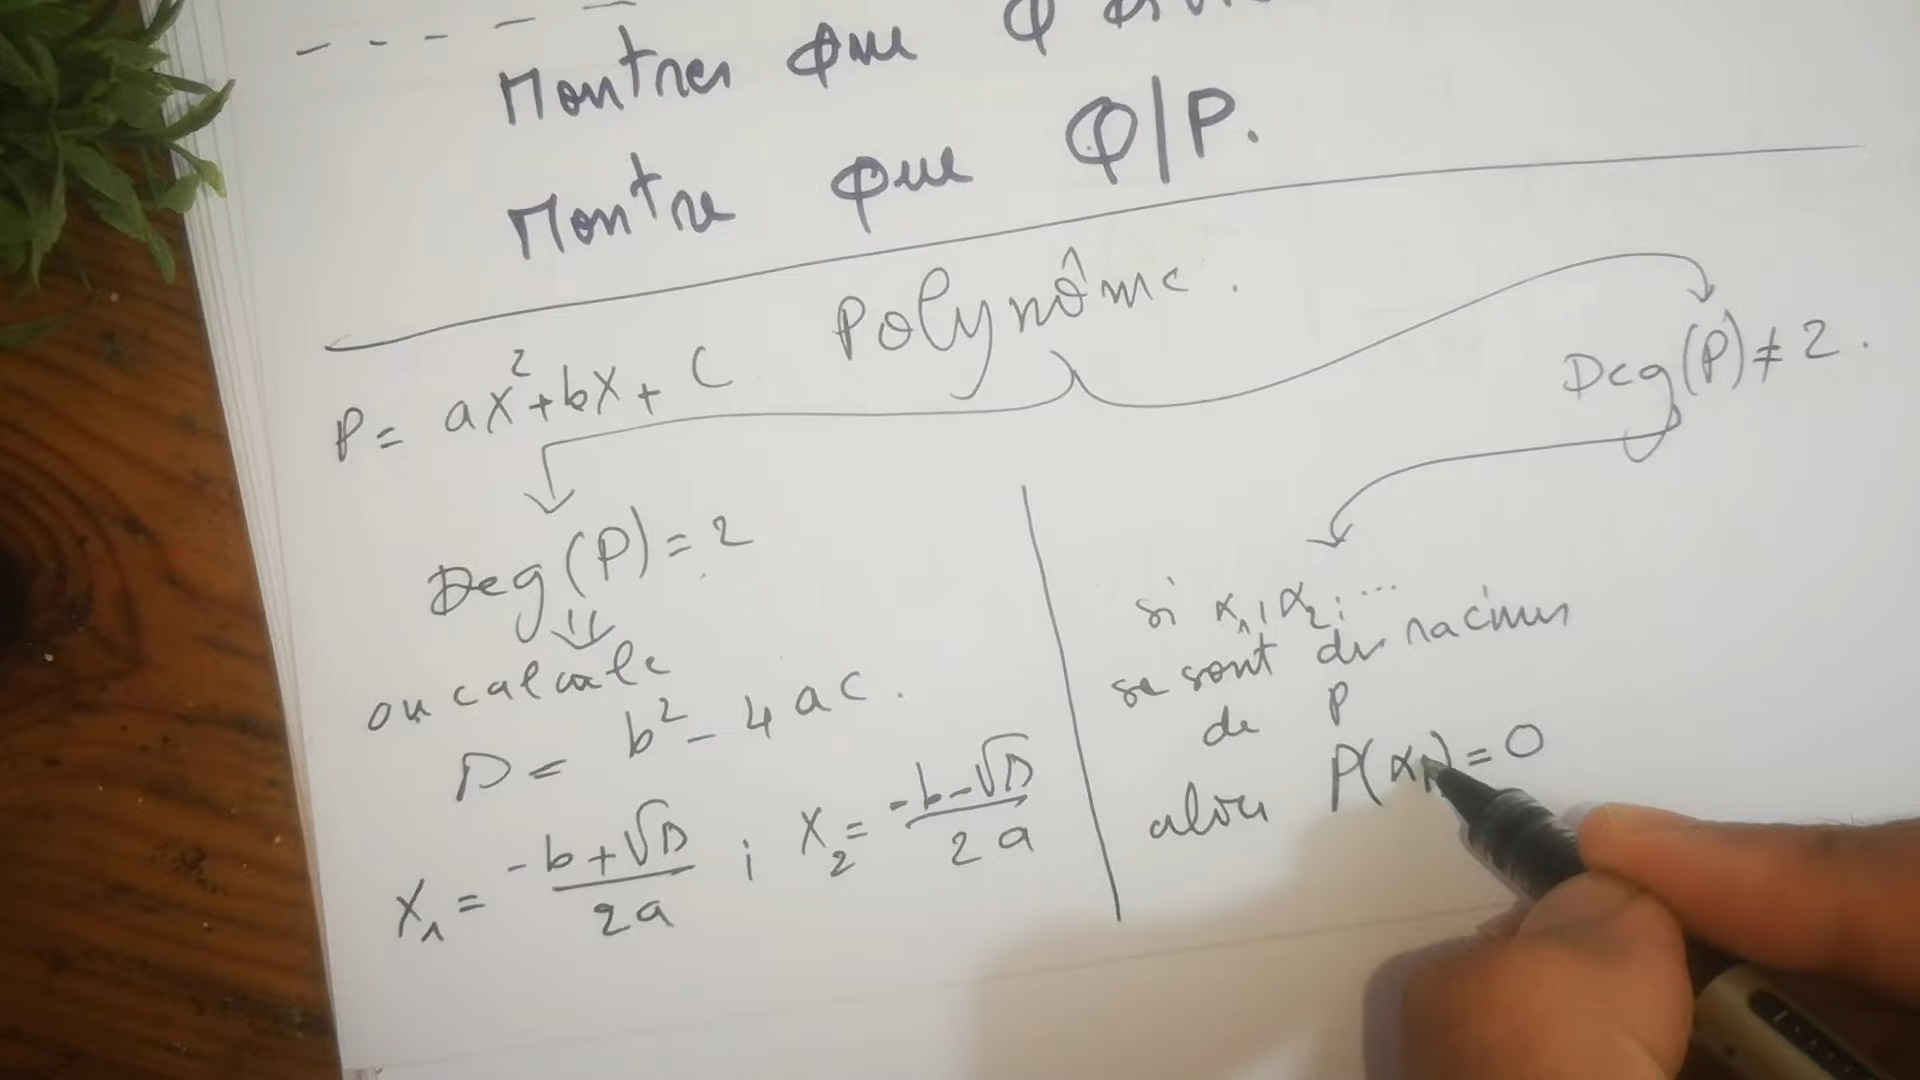 Montrer que Q
Montre que Q|P.
Polynôme.
P = aX²+bX+C
Deg(P)=2
on calcule
D = b²-4ac.
X₁ = (-b+√D)/2a ; X₂ = (-b-√D)/2a
Deg(P)≠2.
si α₁, α₂; ...
se sont des racines
de P
alors P(α₁)=0